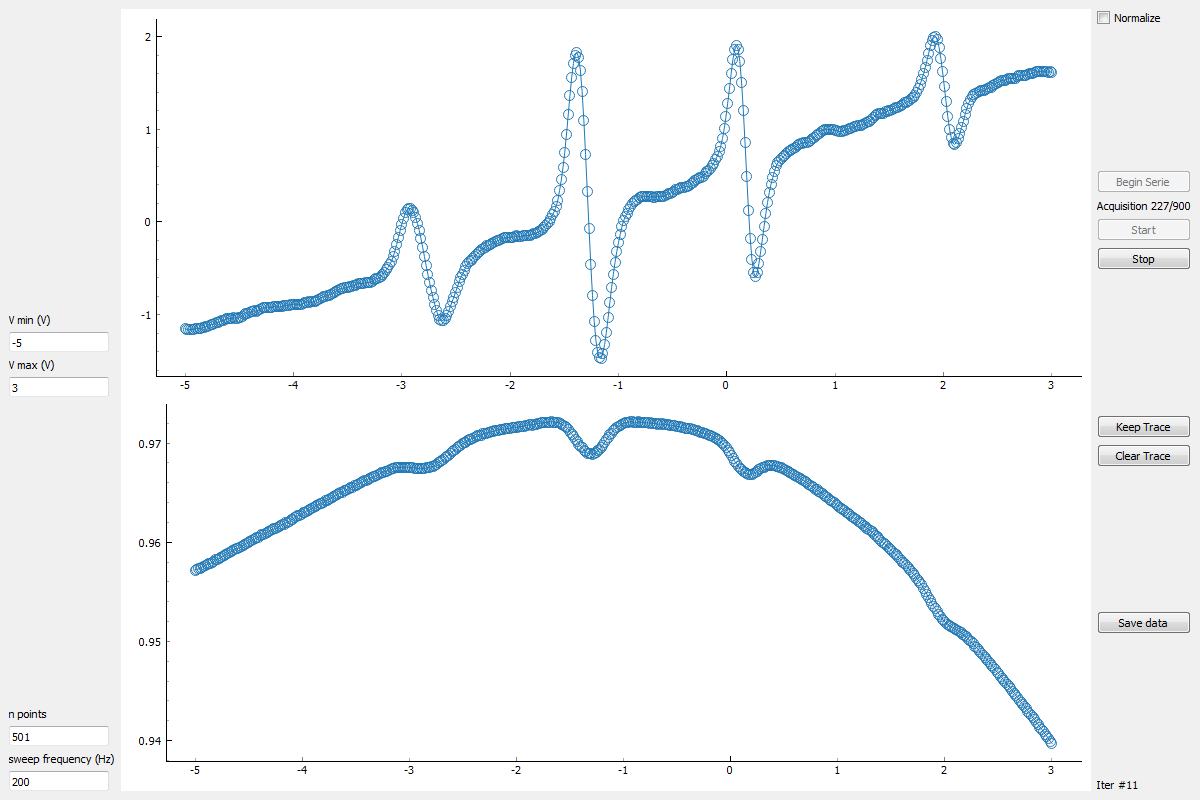 Normalize
2
1
0
-1
-5
-4
-3
-2
-1
0
1
2
3
Begin Serie
Acquisition 227/900
Start
Stop
V min (V)
-5
V max (V)
3
Keep Trace
Clear Trace
0.97
0.96
0.95
0.94
-5
-4
-3
-2
-1
0
1
2
3
Save data
n points
501
sweep frequency (Hz)
200
Iter #11